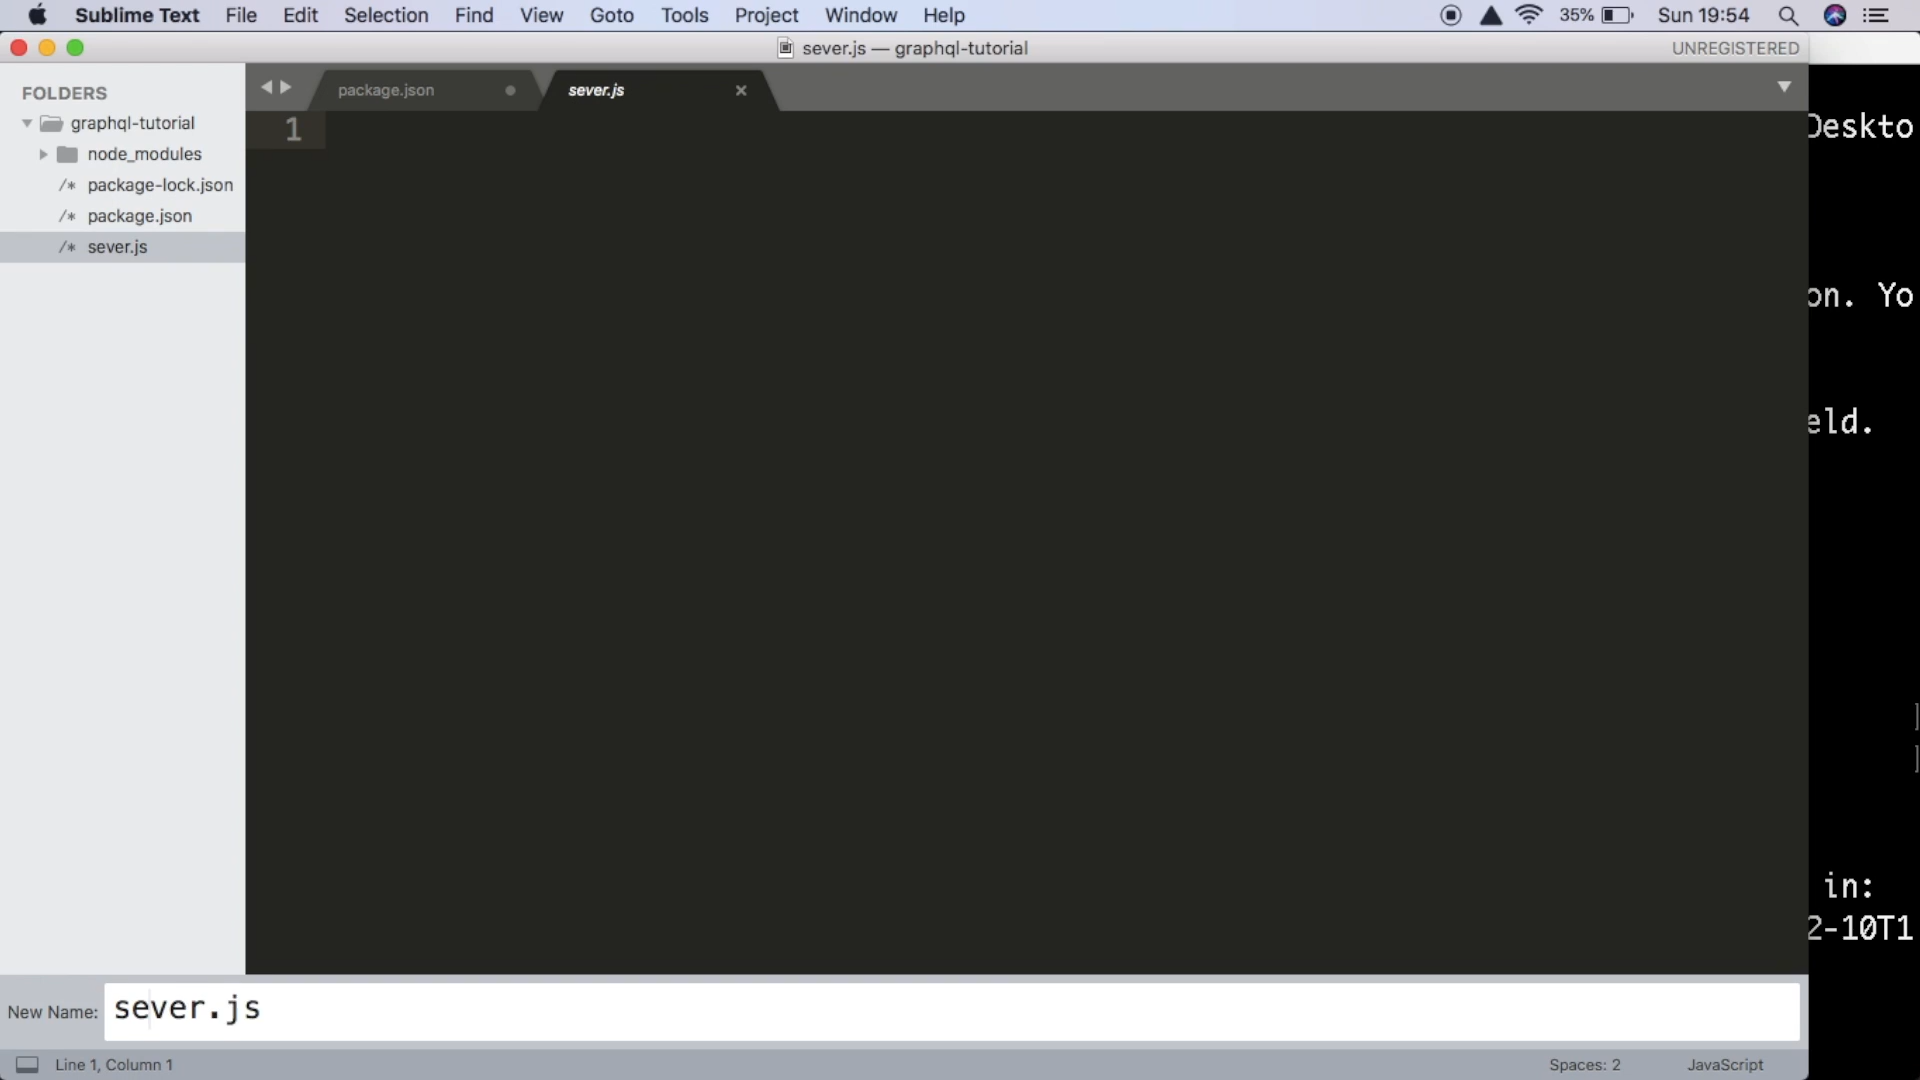 Sublime Text File Edit Selection Find View Goto Tools Project Window Help 35% Sun 19:54
sever.js — graphql-tutorial UNREGISTERED
FOLDERS
graphql-tutorial
node_modules
/* package-lock.json
/* package.json
/* sever.js
package.json sever.js
1
Deskto
on. Yo
eld.
]
]
in:
2-10T1
New Name: sever.js
Line 1, Column 1 Spaces: 2 JavaScript